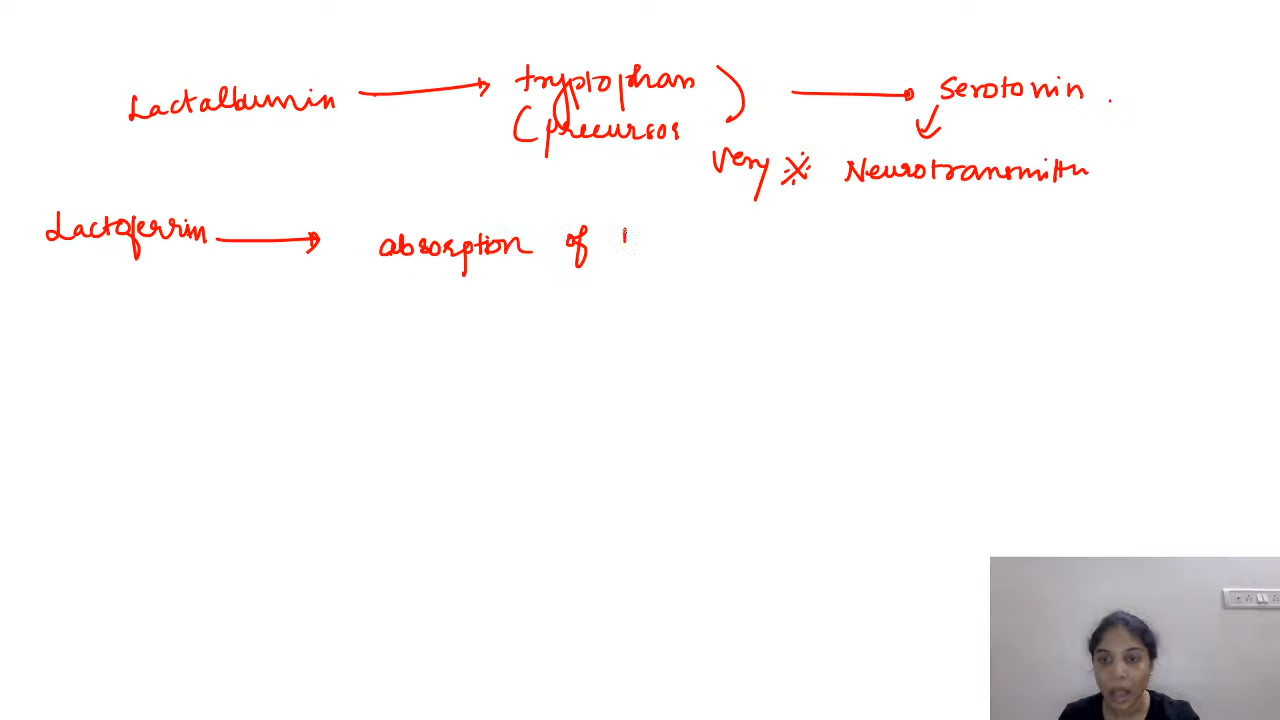 Lactalbumin → tryptophan ) → Serotonin .
(precursor
Very ※ Neurotransmitter
Lactoferrin → absorption of